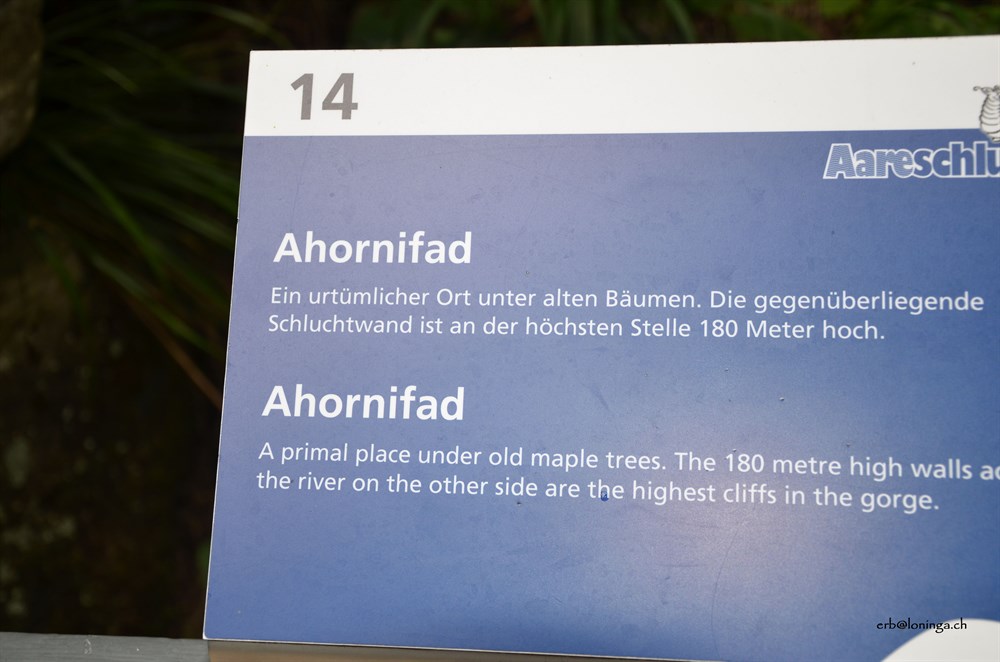 14
Aareschlu
Ahornifad
Ein urtümlicher Ort unter alten Bäumen. Die gegenüberliegende
Schluchtwand ist an der höchsten Stelle 180 Meter hoch.
Ahornifad
A primal place under old maple trees. The 180 metre high walls
the river on the other side are the highest cliffs in the gorge.
erb@loninga.ch